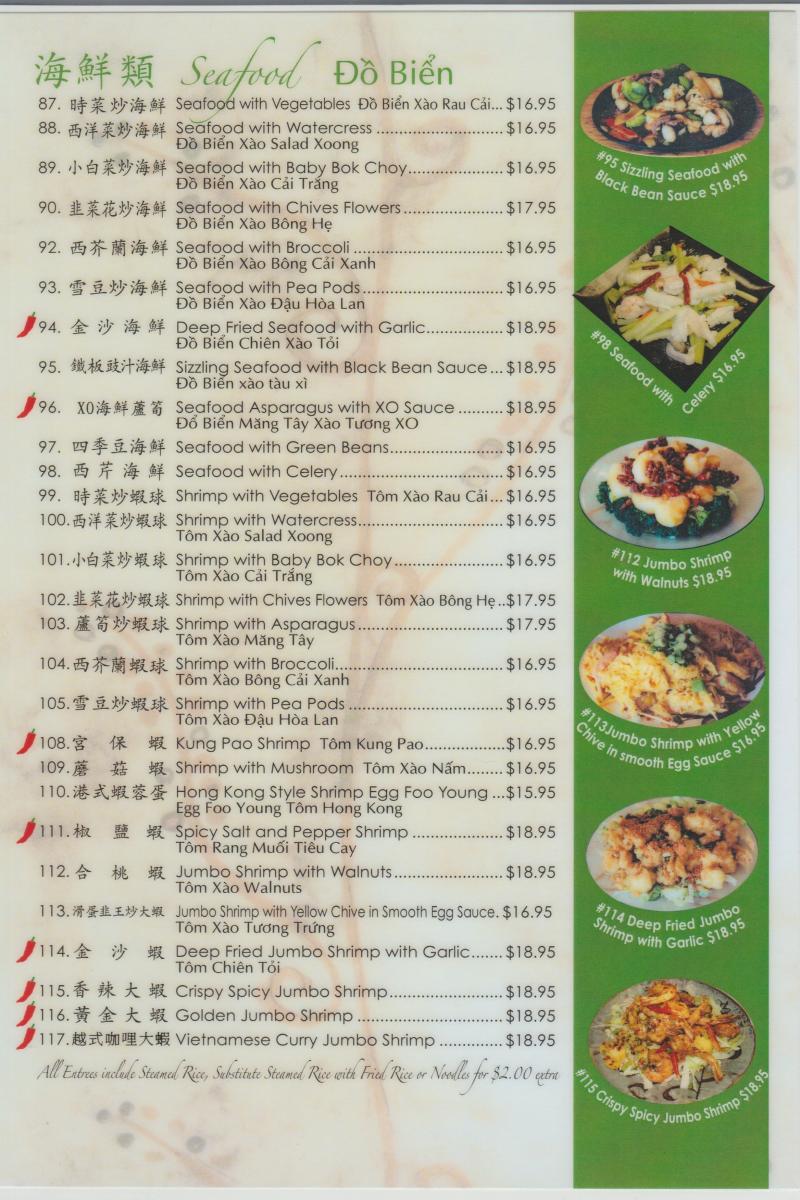 海鮮類 Seafood Đồ Biển
87. 時菜炒海鮮 Seafood with Vegetables Đồ Biển Xào Rau Cải... $16.95
88. 西洋菜炒海鮮 Seafood with Watercress ............................ $16.95
Đồ Biển Xào Salad Xoong
89. 小白菜炒海鮮 Seafood with Baby Bok Choy..................... $16.95
Đồ Biển Xào Cải Trắng
90. 韭菜花炒海鮮 Seafood with Chives Flowers...................... $17.95
Đồ Biển Xào Bông Hẹ
92. 西芥蘭海鮮 Seafood with Broccoli ................................. $16.95
Đồ Biển Xào Bông Cải Xanh
93. 雪豆炒海鮮 Seafood with Pea Pods............................... $16.95
Đồ Biển Xào Đậu Hòa Lan
94. 金沙海鮮 Deep Fried Seafood with Garlic................. $18.95
Đồ Biển Chiên Xào Tỏi
95. 鐵板豉汁海鮮 Sizzling Seafood with Black Bean Sauce... $18.95
Đồ Biển xào tàu xì
96. XO海鮮蘆筍 Seafood Asparagus with XO Sauce .......... $18.95
Đồ Biển Măng Tây Xào Tương XO
97. 四季豆海鮮 Seafood with Green Beans......................... $16.95
98. 西芹海鮮 Seafood with Celery.................................... $16.95
99. 時菜炒蝦球 Shrimp with Vegetables Tôm Xào Rau Cải... $16.95
100. 西洋菜炒蝦球 Shrimp with Watercress................................ $16.95
Tôm Xào Salad Xoong
101. 小白菜炒蝦球 Shrimp with Baby Bok Choy........................ $16.95
Tôm Xào Cải Trắng
102. 韭菜花炒蝦球 Shrimp with Chives Flowers Tôm Xào Bông Hẹ..$17.95
103. 蘆筍炒蝦球 Shrimp with Asparagus................................ $17.95
Tôm Xào Măng Tây
104. 西芥蘭蝦球 Shrimp with Broccoli..................................... $16.95
Tôm Xào Bông Cải Xanh
105. 雪豆炒蝦球 Shrimp with Pea Pods .................................. $16.95
Tôm Xào Đậu Hòa Lan
108. 宮保蝦 Kung Pao Shrimp Tôm Kung Pao..................$16.95
109. 蘑菇蝦 Shrimp with Mushroom Tôm Xào Nấm........ $16.95
110. 港式蝦蓉蛋 Hong Kong Style Shrimp Egg Foo Young ...$15.95
Egg Foo Young Tôm Hong Kong
111. 椒鹽蝦 Spicy Salt and Pepper Shrimp .................... $18.95
Tôm Rang Muối Tiêu Cay
112. 合桃蝦 Jumbo Shrimp with Walnuts........................ $18.95
Tôm Xào Walnuts
113. 滑蛋韭王炒大蝦 Jumbo Shrimp with Yellow Chive in Smooth Egg Sauce. $16.95
Tôm Xào Tương Trứng
114. 金沙蝦 Deep Fried Jumbo Shrimp with Garlic....... $18.95
Tôm Chiên Tỏi
115. 香辣大蝦 Crispy Spicy Jumbo Shrimp......................... $18.95
116. 黃金大蝦 Golden Jumbo Shrimp ................................ $18.95
117. 越式咖哩大蝦 Vietnamese Curry Jumbo Shrimp ............... $18.95
All Entrees include Steamed Rice, Substitute Steamed Rice with Fried Rice or Noodles for $2.00 extra
#95 Sizzling Seafood with
Black Bean Sauce $18.95
#98 Seafood with
Celery $16.95
#112 Jumbo Shrimp
with Walnuts $18.95
#113Jumbo Shrimp with Yellow
Chive in smooth Egg Sauce $16.95
#114 Deep Fried Jumbo
Shrimp with Garlic $18.95
#115 Crispy Spicy Jumbo Shrimp $18.95